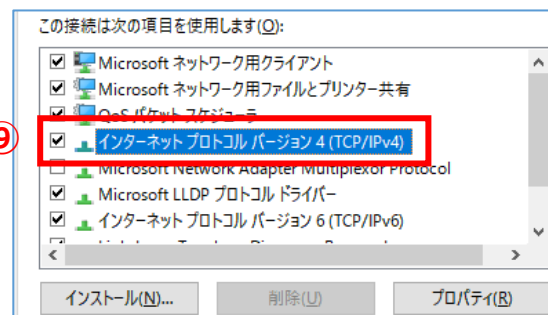 この接続は次の項目を使用します(O):
Microsoft ネットワーク用クライアント
Microsoft ネットワーク用ファイルとプリンター共有
QoS パケット スケジューラ
⑨
インターネット プロトコル バージョン 4 (TCP/IPv4)
Microsoft Network Adapter Multiplexor Protocol
Microsoft LLDP プロトコル ドライバー
インターネット プロトコル バージョン 6 (TCP/IPv6)
インストール(N)...
削除(U)
プロパティ(R)